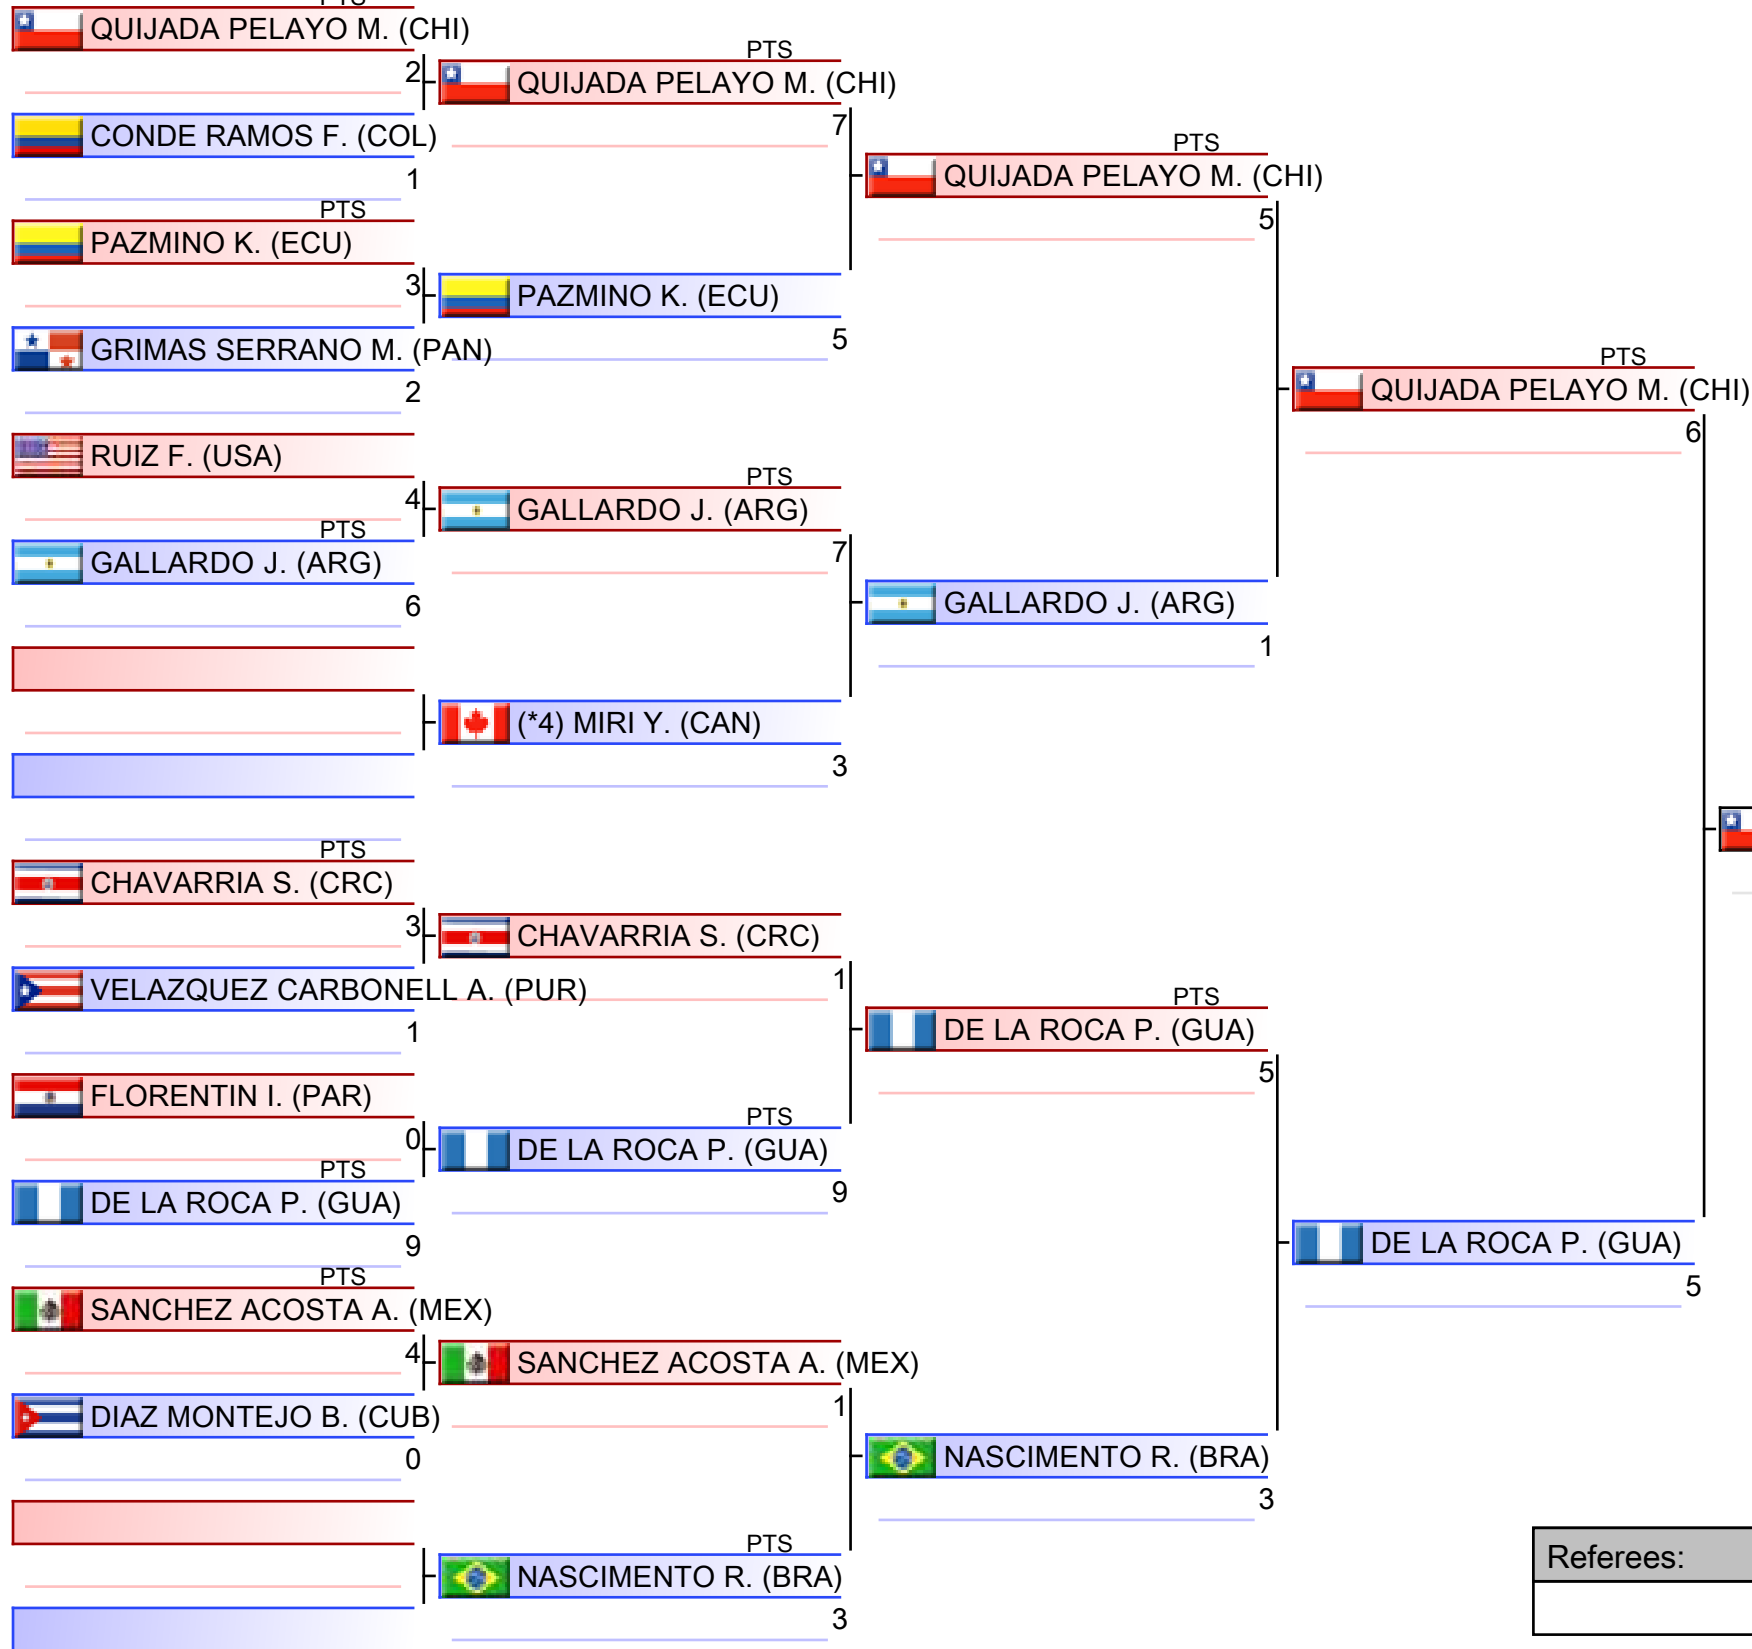 PTS
QUIJADA PELAYO M. (CHI)
2
CONDE RAMOS F. (COL)
1
PTS
PAZMINO K. (ECU)
3
GRIMAS SERRANO M. (PAN)
2
RUIZ F. (USA)
4
PTS
GALLARDO J. (ARG)
6
PTS
CHAVARRIA S. (CRC)
3
VELAZQUEZ CARBONELL A. (PUR)
1
FLORENTIN I. (PAR)
0
PTS
DE LA ROCA P. (GUA)
9
PTS
SANCHEZ ACOSTA A. (MEX)
4
DIAZ MONTEJO B. (CUB)
0
PTS
QUIJADA PELAYO M. (CHI)
7
PAZMINO K. (ECU)
5
PTS
GALLARDO J. (ARG)
7
(*4) MIRI Y. (CAN)
3
CHAVARRIA S. (CRC)
1
PTS
DE LA ROCA P. (GUA)
9
SANCHEZ ACOSTA A. (MEX)
1
PTS
NASCIMENTO R. (BRA)
3
PTS
QUIJADA PELAYO M. (CHI)
5
GALLARDO J. (ARG)
1
PTS
DE LA ROCA P. (GUA)
5
NASCIMENTO R. (BRA)
3
PTS
QUIJADA PELAYO M. (CHI)
6
DE LA ROCA P. (GUA)
5
Referees: